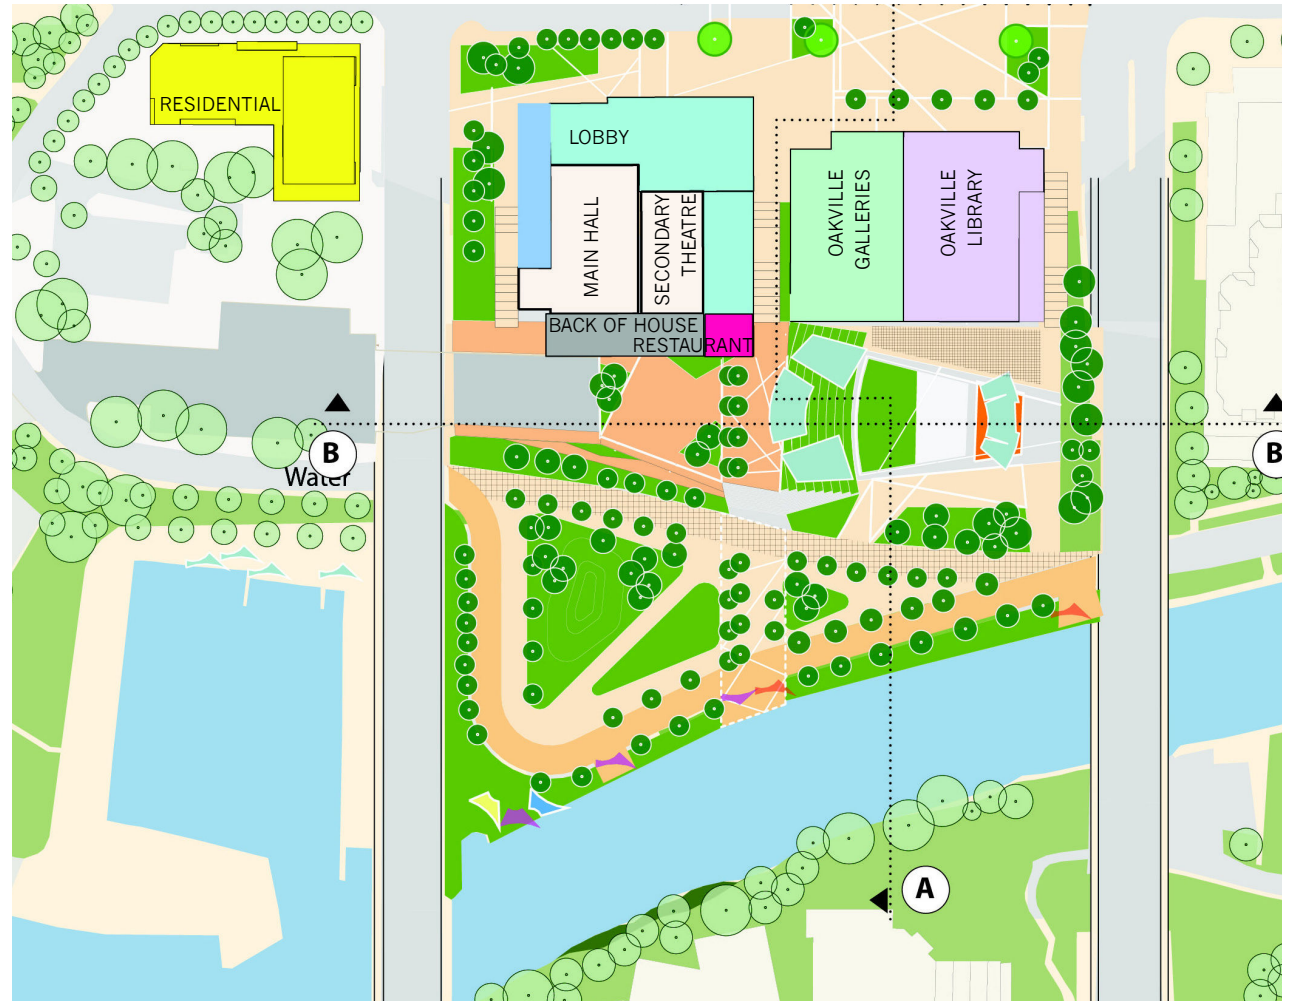 RESIDENTIAL
LOBBY
MAIN HALL
SECONDARY
THEATRE
OAKVILLE
GALLERIES
OAKVILLE
LIBRARY
BACK OF HOUSE
RESTAURANT
B
B
Water
A